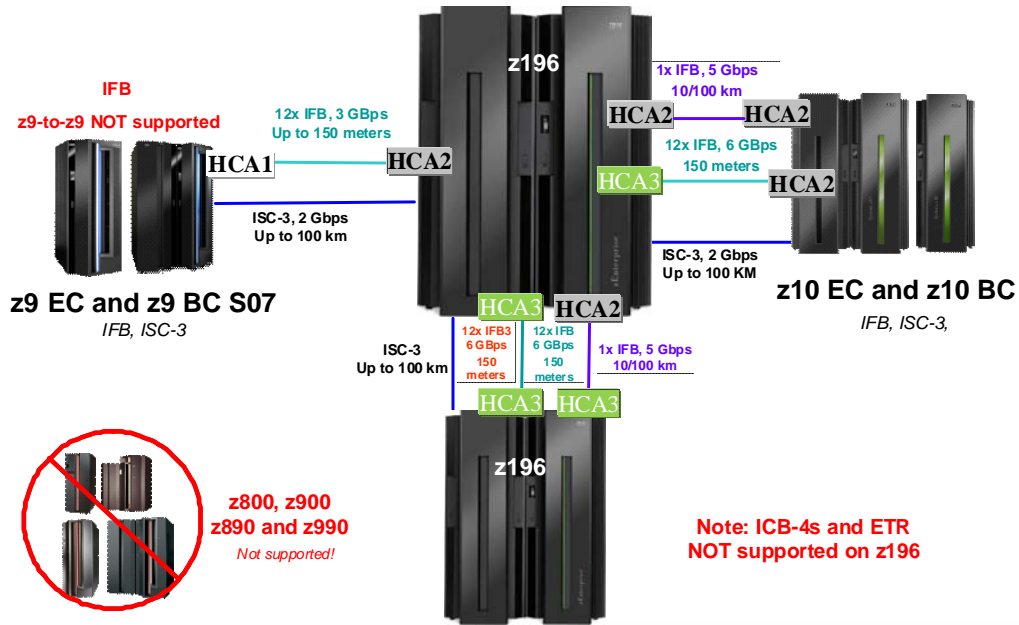 z196
IFB
z9-to-z9 NOT supported
12x IFB, 3 GBps
Up to 150 meters
HCA1
HCA2
ISC-3, 2 Gbps
Up to 100 km
z9 EC and z9 BC S07
IFB, ISC-3
1x IFB, 5 Gbps
10/100 km
HCA2
HCA2
12x IFB, 6 GBps
150 meters
HCA3
HCA2
ISC-3, 2 Gbps
Up to 100 KM
z10 EC and z10 BC
IFB, ISC-3,
zEnterprise
HCA3
HCA2
ISC-3
Up to 100 km
12x IFB3
6 GBps
150
meters
12x IFB
6 GBps
150
meters
1x IFB, 5 Gbps
10/100 km
HCA3
HCA3
z196
z800, z900
z890 and z990
Not supported!
Note: ICB-4s and ETR
NOT supported on z196